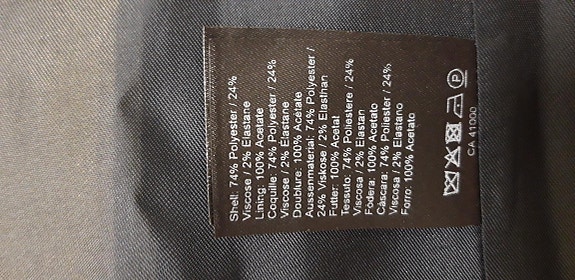 Shell: 74% Polyester / 24%
Viscose / 2% Elastane
Lining: 100% Acetate
Coquille: 74% Polyester / 24%
Viscose / 2% Elastane
Doublure: 100% Acétate
Aussenmaterial: 74% Polyester /
24% Viskose / 2% Elasthan
Futter: 100% Acetat
Tessuto: 74% Poliestere / 24%
Viscosa / 2% Elastan
Fodera: 100% Acetato
Cáscara: 74% Poliester / 24%
Viscosa / 2% Elastano
Forro: 100% Acetato
P
CA 41000